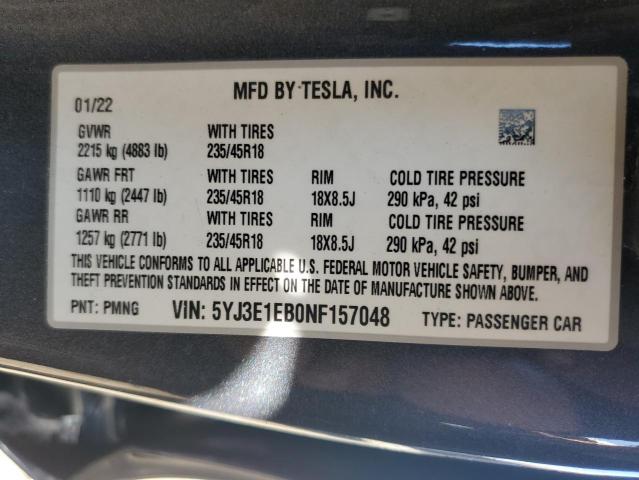 MFD BY TESLA, INC.
01/22
GVWR WITH TIRES
2215 kg (4883 lb) 235/45R18
GAWR FRT WITH TIRES RIM COLD TIRE PRESSURE
1110 kg (2447 lb) 235/45R18 18X8.5J 290 kPa, 42 psi
GAWR RR WITH TIRES RIM COLD TIRE PRESSURE
1257 kg (2771 lb) 235/45R18 18X8.5J 290 kPa, 42 psi
THIS VEHICLE CONFORMS TO ALL APPLICABLE U.S. FEDERAL MOTOR VEHICLE SAFETY, BUMPER, AND
THEFT PREVENTION STANDARDS IN EFFECT ON THE DATE OF MANUFACTURE SHOWN ABOVE.
PNT: PMNG VIN: 5YJ3E1EB0NF157048 TYPE: PASSENGER CAR